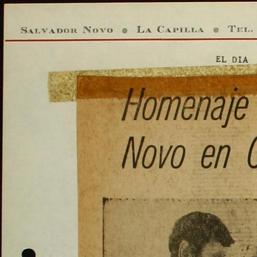 SALVADOR NOVO ● LA CAPILLA ● TEL.
EL DIA
Homenaje
Novo en